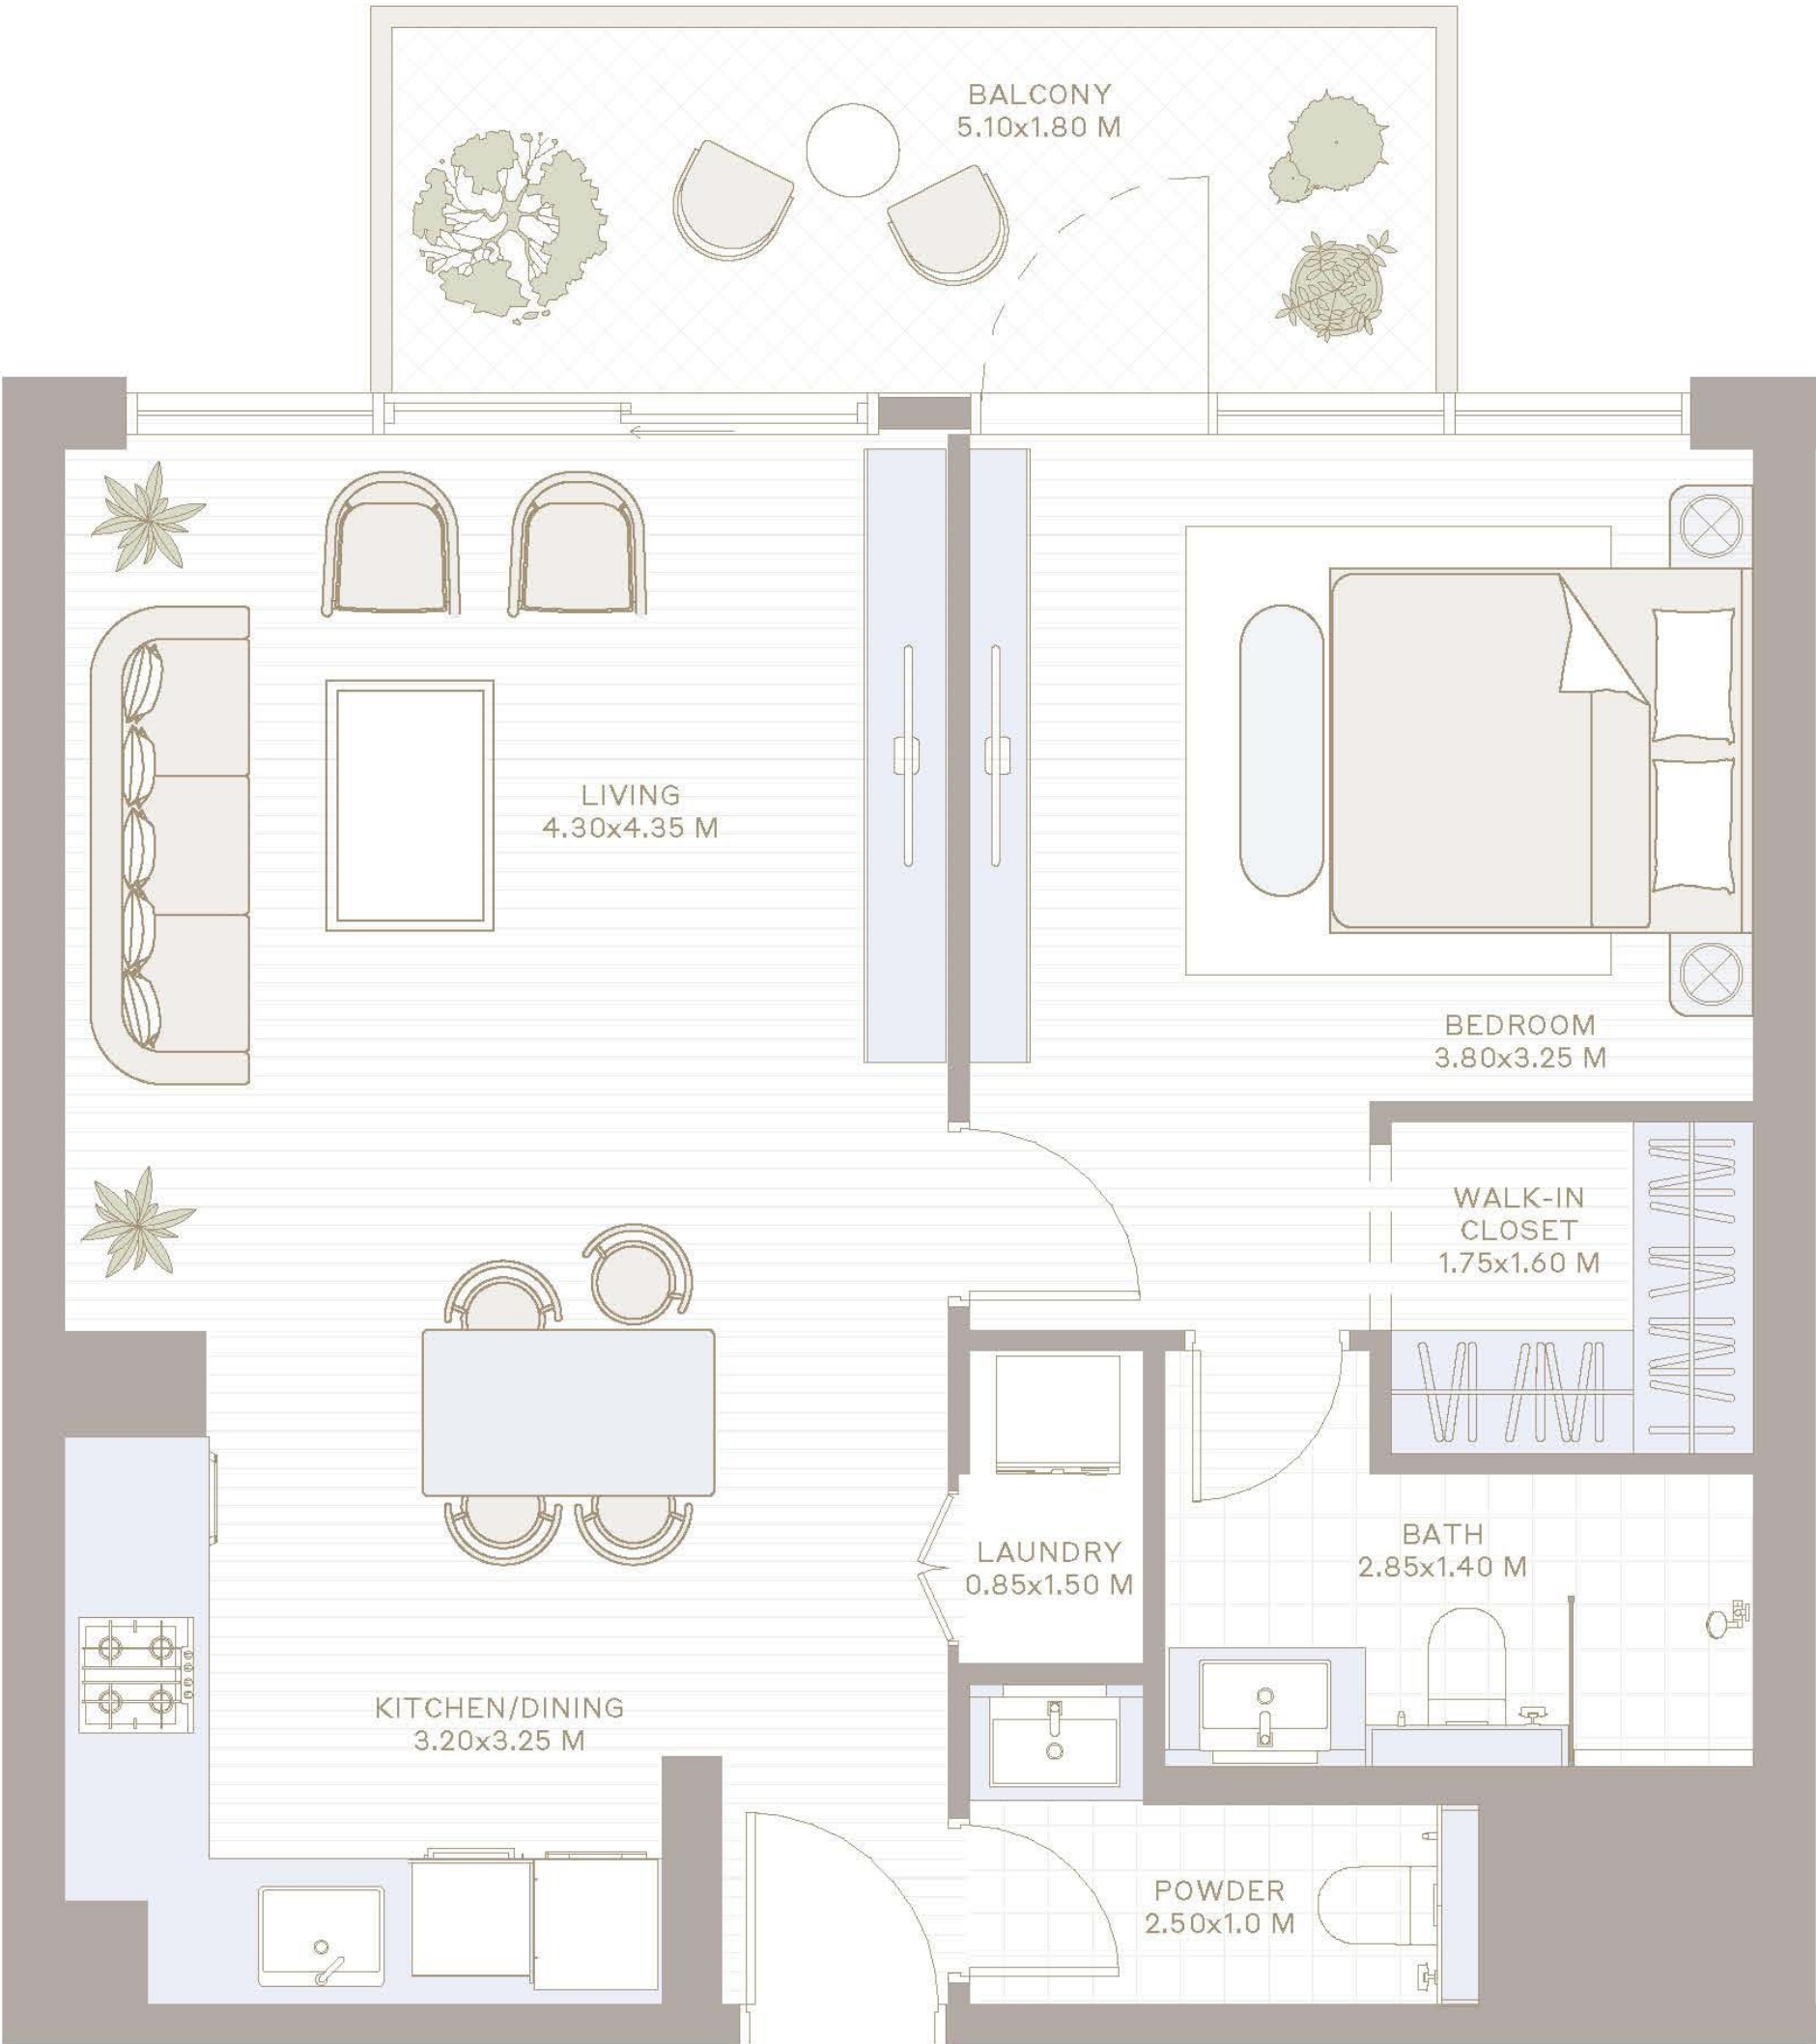 BALCONY
5.10x1.80 M
LIVING
4.30x4.35 M
BEDROOM
3.80x3.25 M
WALK-IN
CLOSET
1.75x1.60 M
LAUNDRY
0.85x1.50 M
BATH
2.85x1.40 M
KITCHEN/DINING
3.20x3.25 M
POWDER
2.50x1.0 M